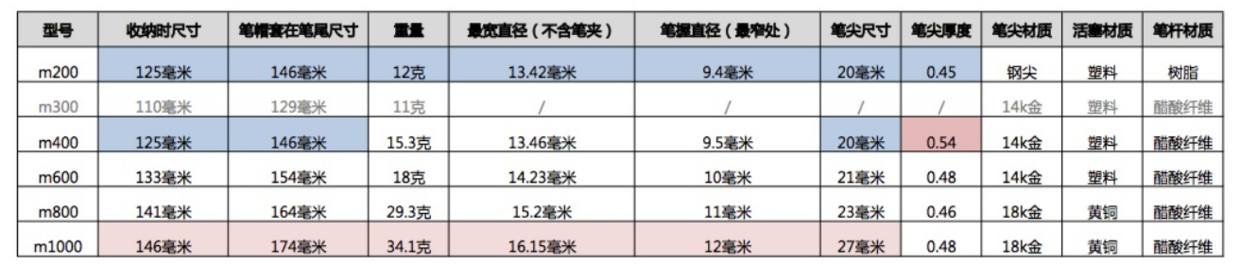 型号 收纳时尺寸 笔帽套在笔尾尺寸 重量 最宽直径（不含笔夹） 笔握直径（最窄处） 笔尖尺寸 笔尖厚度 笔尖材质 活塞材质 笔杆材质
m200 125毫米 146毫米 12克 13.42毫米 9.4毫米 20毫米 0.45 钢尖 塑料 树脂
m300 110毫米 129毫米 11克 / / / / 14k金 塑料 醋酸纤维
m400 125毫米 146毫米 15.3克 13.46毫米 9.5毫米 20毫米 0.54 14k金 塑料 醋酸纤维
m600 133毫米 154毫米 18克 14.23毫米 10毫米 21毫米 0.48 14k金 塑料 醋酸纤维
m800 141毫米 164毫米 29.3克 15.2毫米 11毫米 23毫米 0.46 18k金 黄铜 醋酸纤维
m1000 146毫米 174毫米 34.1克 16.15毫米 12毫米 27毫米 0.48 18k金 黄铜 醋酸纤维